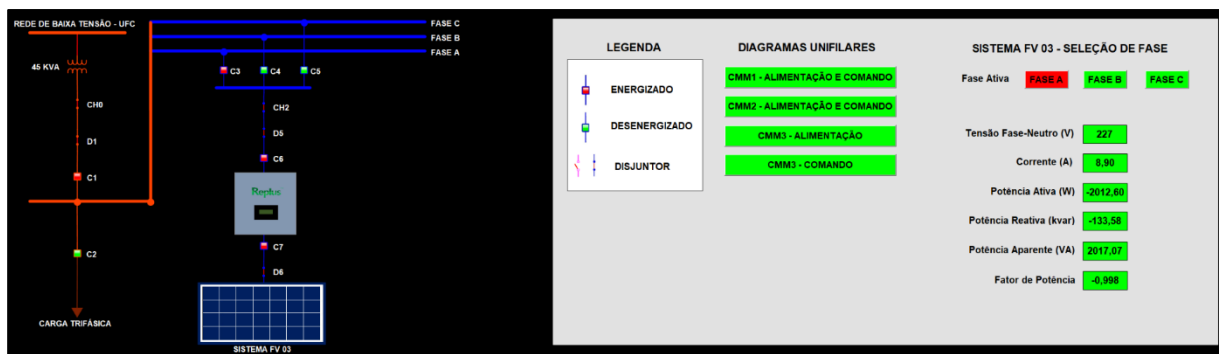 REDE DE BAIXA TENSÃO - UFC
FASE C
FASE B
FASE A
45 KVA
C3
C4
C5
CH0
CH2
D1
D5
C1
C6
Replus
C2
C7
D6
CARGA TRIFÁSICA
SISTEMA FV 03
LEGENDA
ENERGIZADO
DESENERGIZADO
DISJUNTOR
DIAGRAMAS UNIFILARES
CMM1 - ALIMENTAÇÃO E COMANDO
CMM2 - ALIMENTAÇÃO E COMANDO
CMM3 - ALIMENTAÇÃO
CMM3 - COMANDO
SISTEMA FV 03 - SELEÇÃO DE FASE
Fase Ativa FASE A FASE B FASE C
Tensão Fase-Neutro (V) 227
Corrente (A) 8,90
Potência Ativa (W) -2012,60
Potência Reativa (kvar) -133,58
Potência Aparente (VA) 2017,07
Fator de Potência -0,998